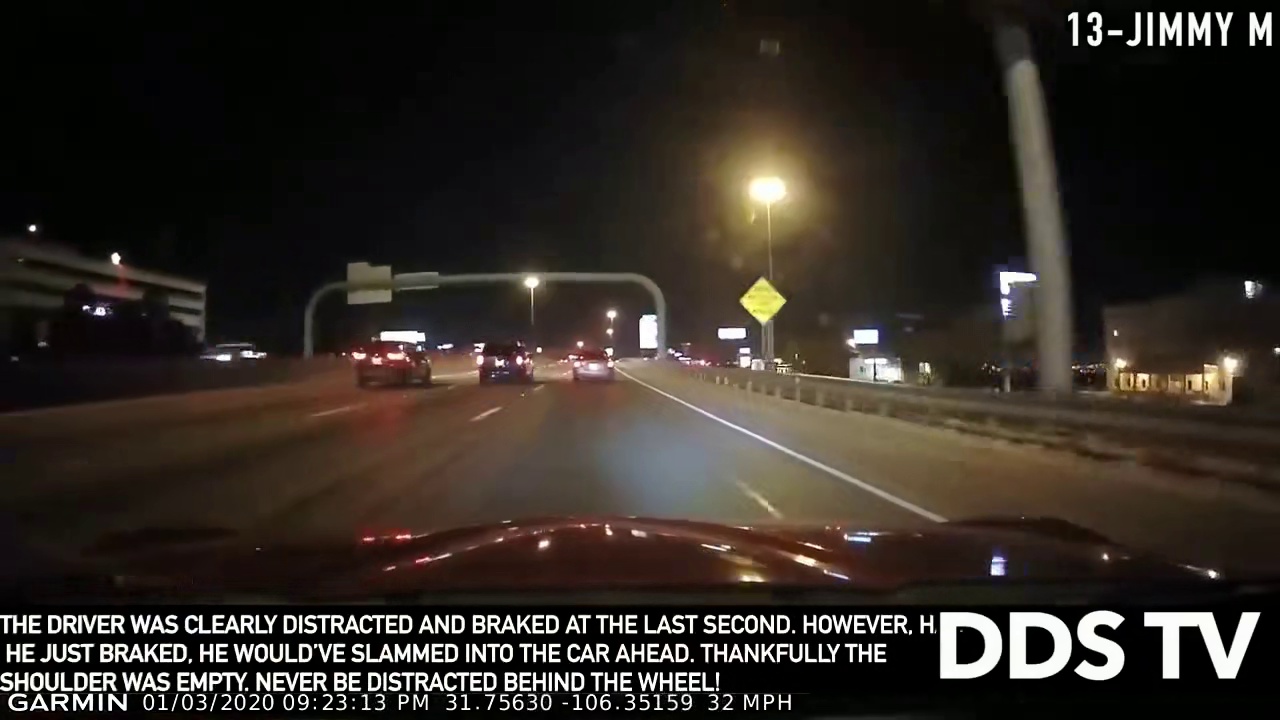 13-JIMMY M
THE DRIVER WAS CLEARLY DISTRACTED AND BRAKED AT THE LAST SECOND. HOWEVER, H
HE JUST BRAKED, HE WOULD'VE SLAMMED INTO THE CAR AHEAD. THANKFULLY THE
SHOULDER WAS EMPTY. NEVER BE DISTRACTED BEHIND THE WHEEL!
DDS TV
GARMIN 01/03/2020 09:23:13 PM 31.75630 -106.35159 32 MPH